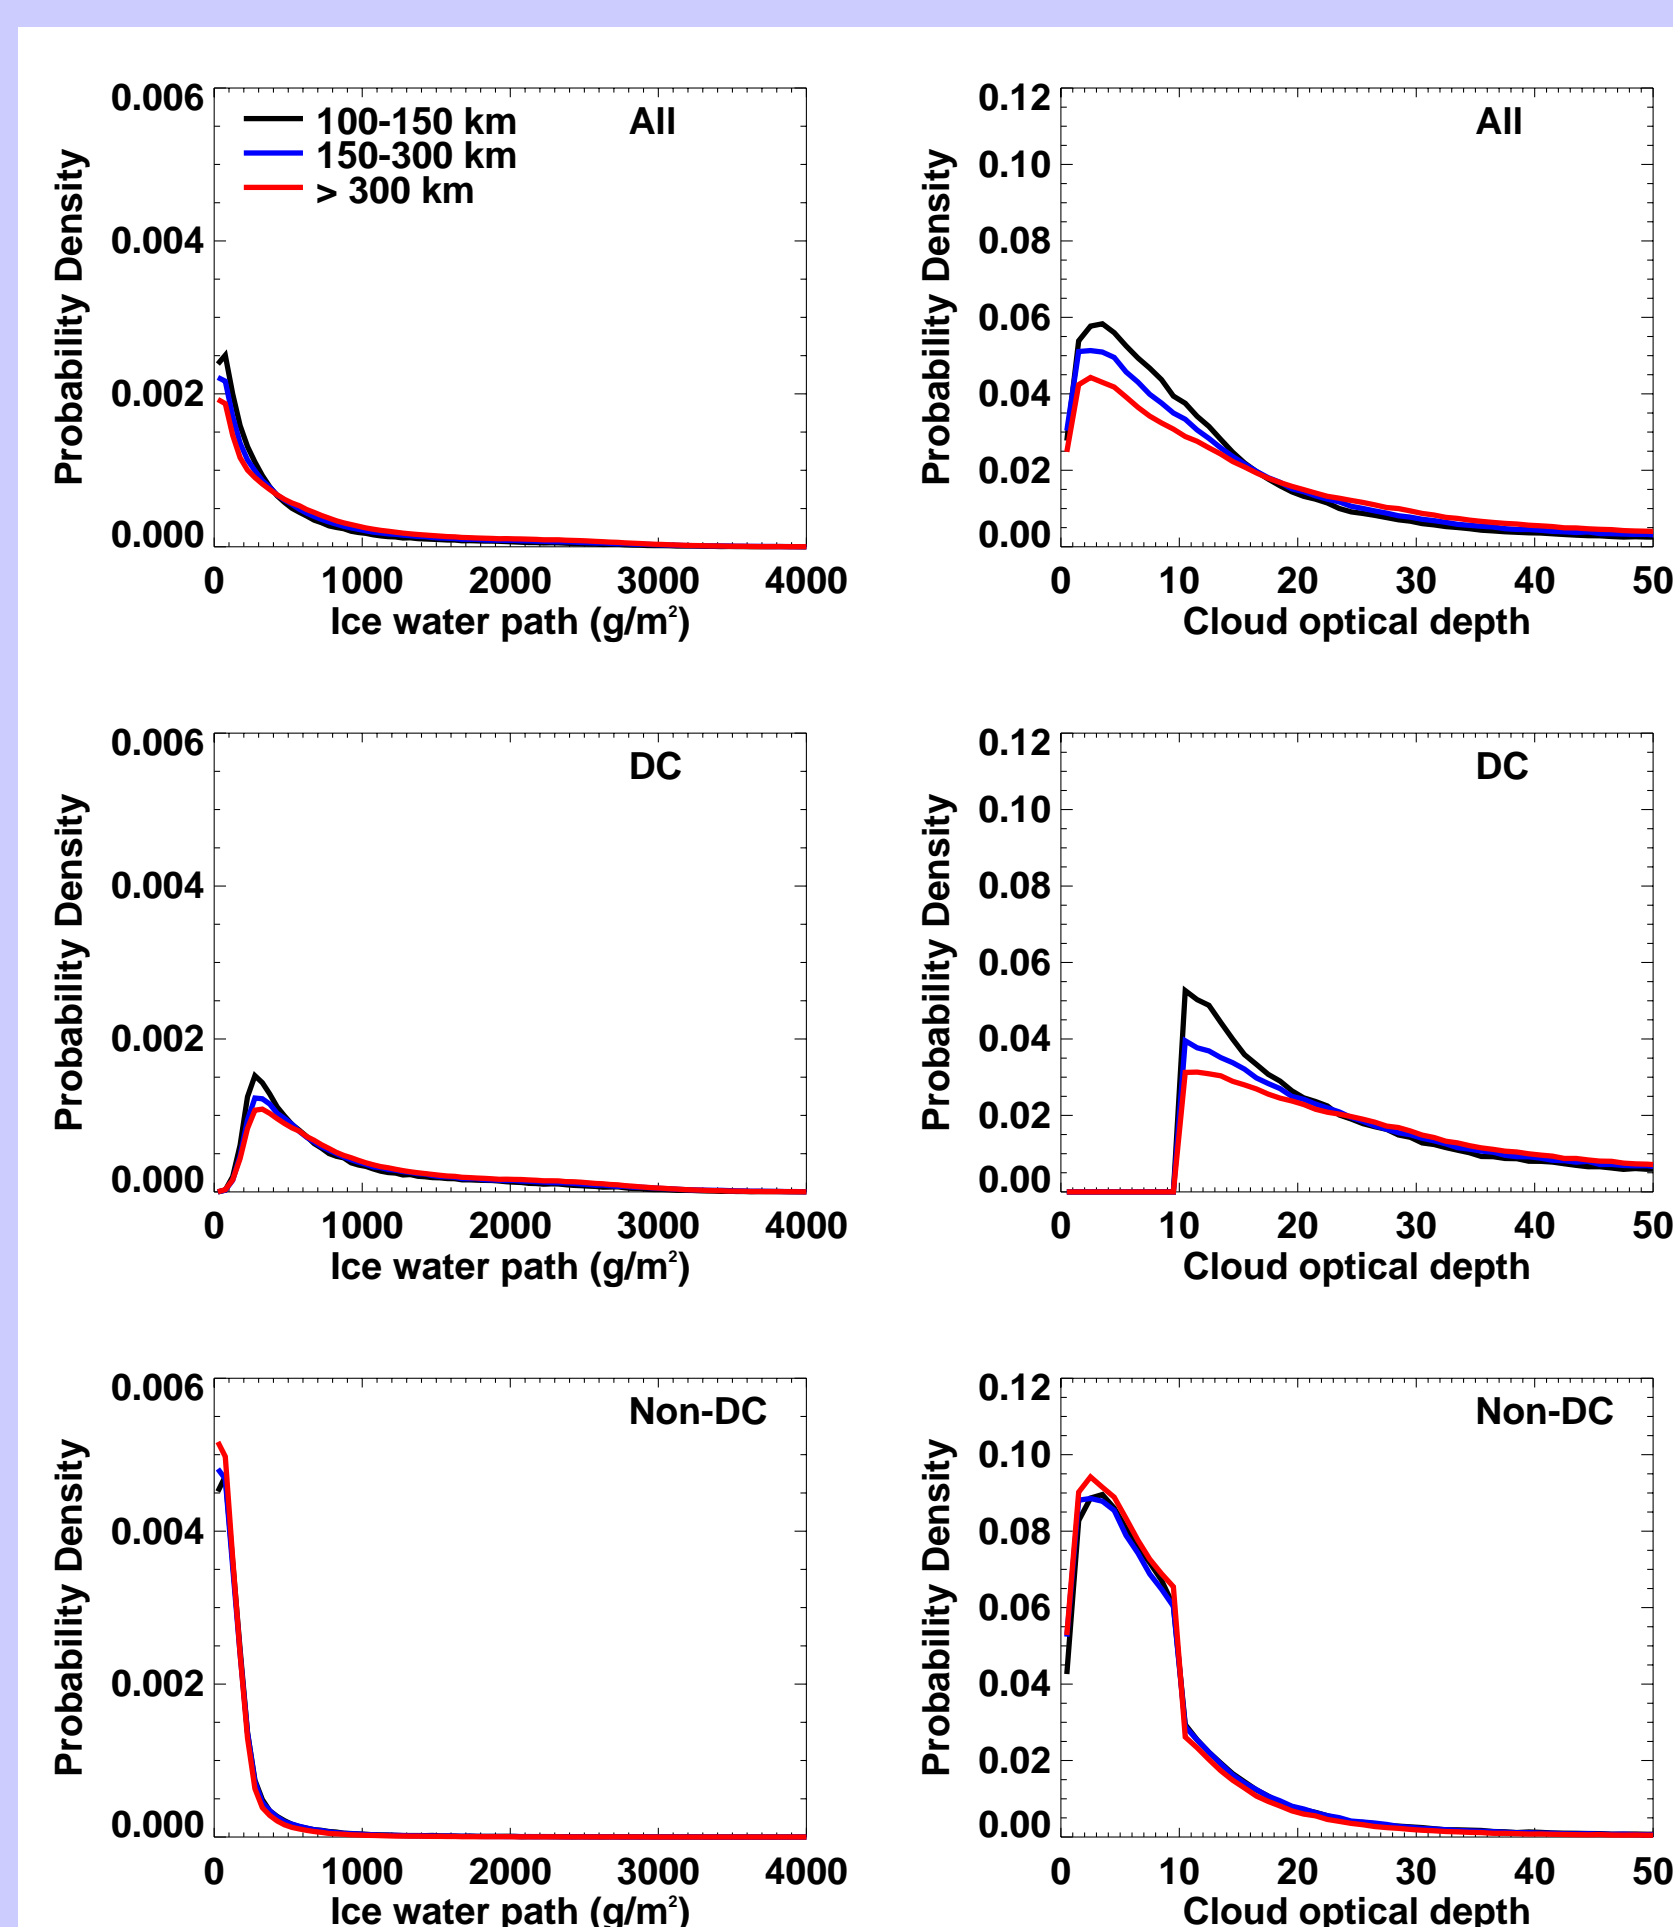 0.006
0.004
0.002
0.000
Probability Density
100-150 km
150-300 km
> 300 km
All
0 1000 2000 3000 4000
Ice water path (g/m²)
0.12
0.10
0.08
0.06
0.04
0.02
0.00
Probability Density
All
0 10 20 30 40 50
Cloud optical depth
0.006
0.004
0.002
0.000
Probability Density
DC
0 1000 2000 3000 4000
Ice water path (g/m²)
0.12
0.10
0.08
0.06
0.04
0.02
0.00
Probability Density
DC
0 10 20 30 40 50
Cloud optical depth
0.006
0.004
0.002
0.000
Probability Density
Non-DC
0 1000 2000 3000 4000
Ice water path (g/m²)
0.12
0.10
0.08
0.06
0.04
0.02
0.00
Probability Density
Non-DC
0 10 20 30 40 50
Cloud optical depth